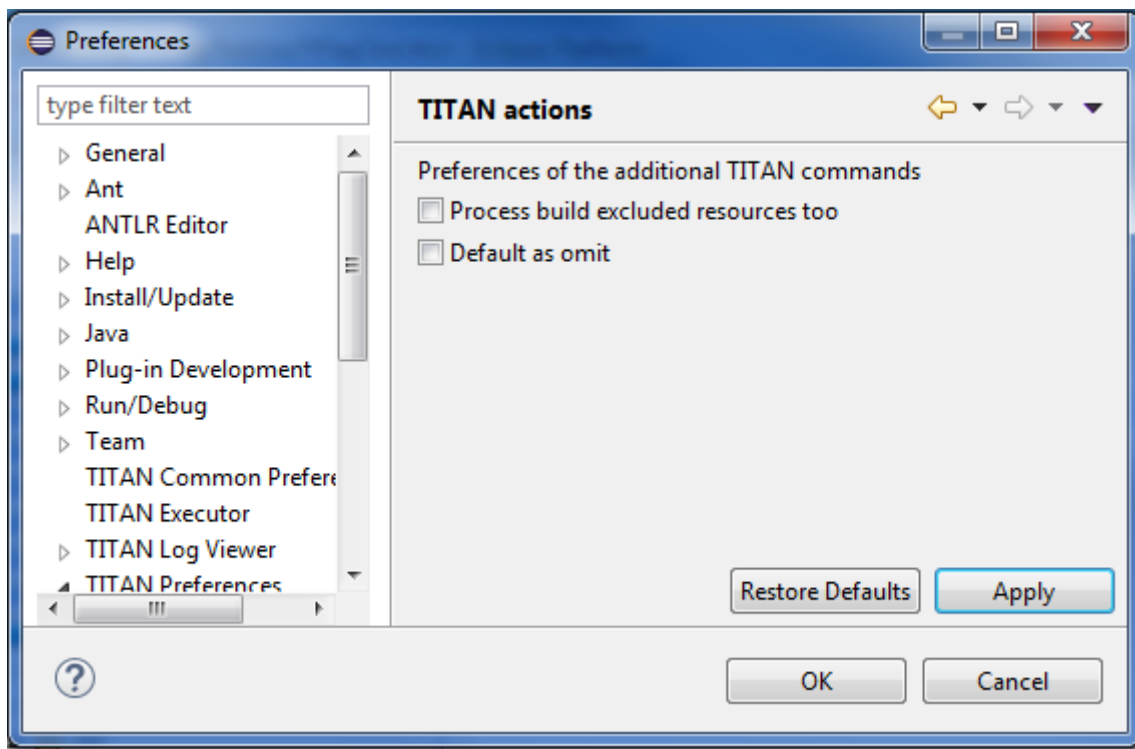 Preferences
type filter text
General
Ant
ANTLR Editor
Help
Install/Update
Java
Plug-in Development
Run/Debug
Team
TITAN Common Prefere
TITAN Executor
TITAN Log Viewer
TITAN Preferences
TITAN actions
Preferences of the additional TITAN commands
Process build excluded resources too
Default as omit
Restore Defaults
Apply
OK
Cancel